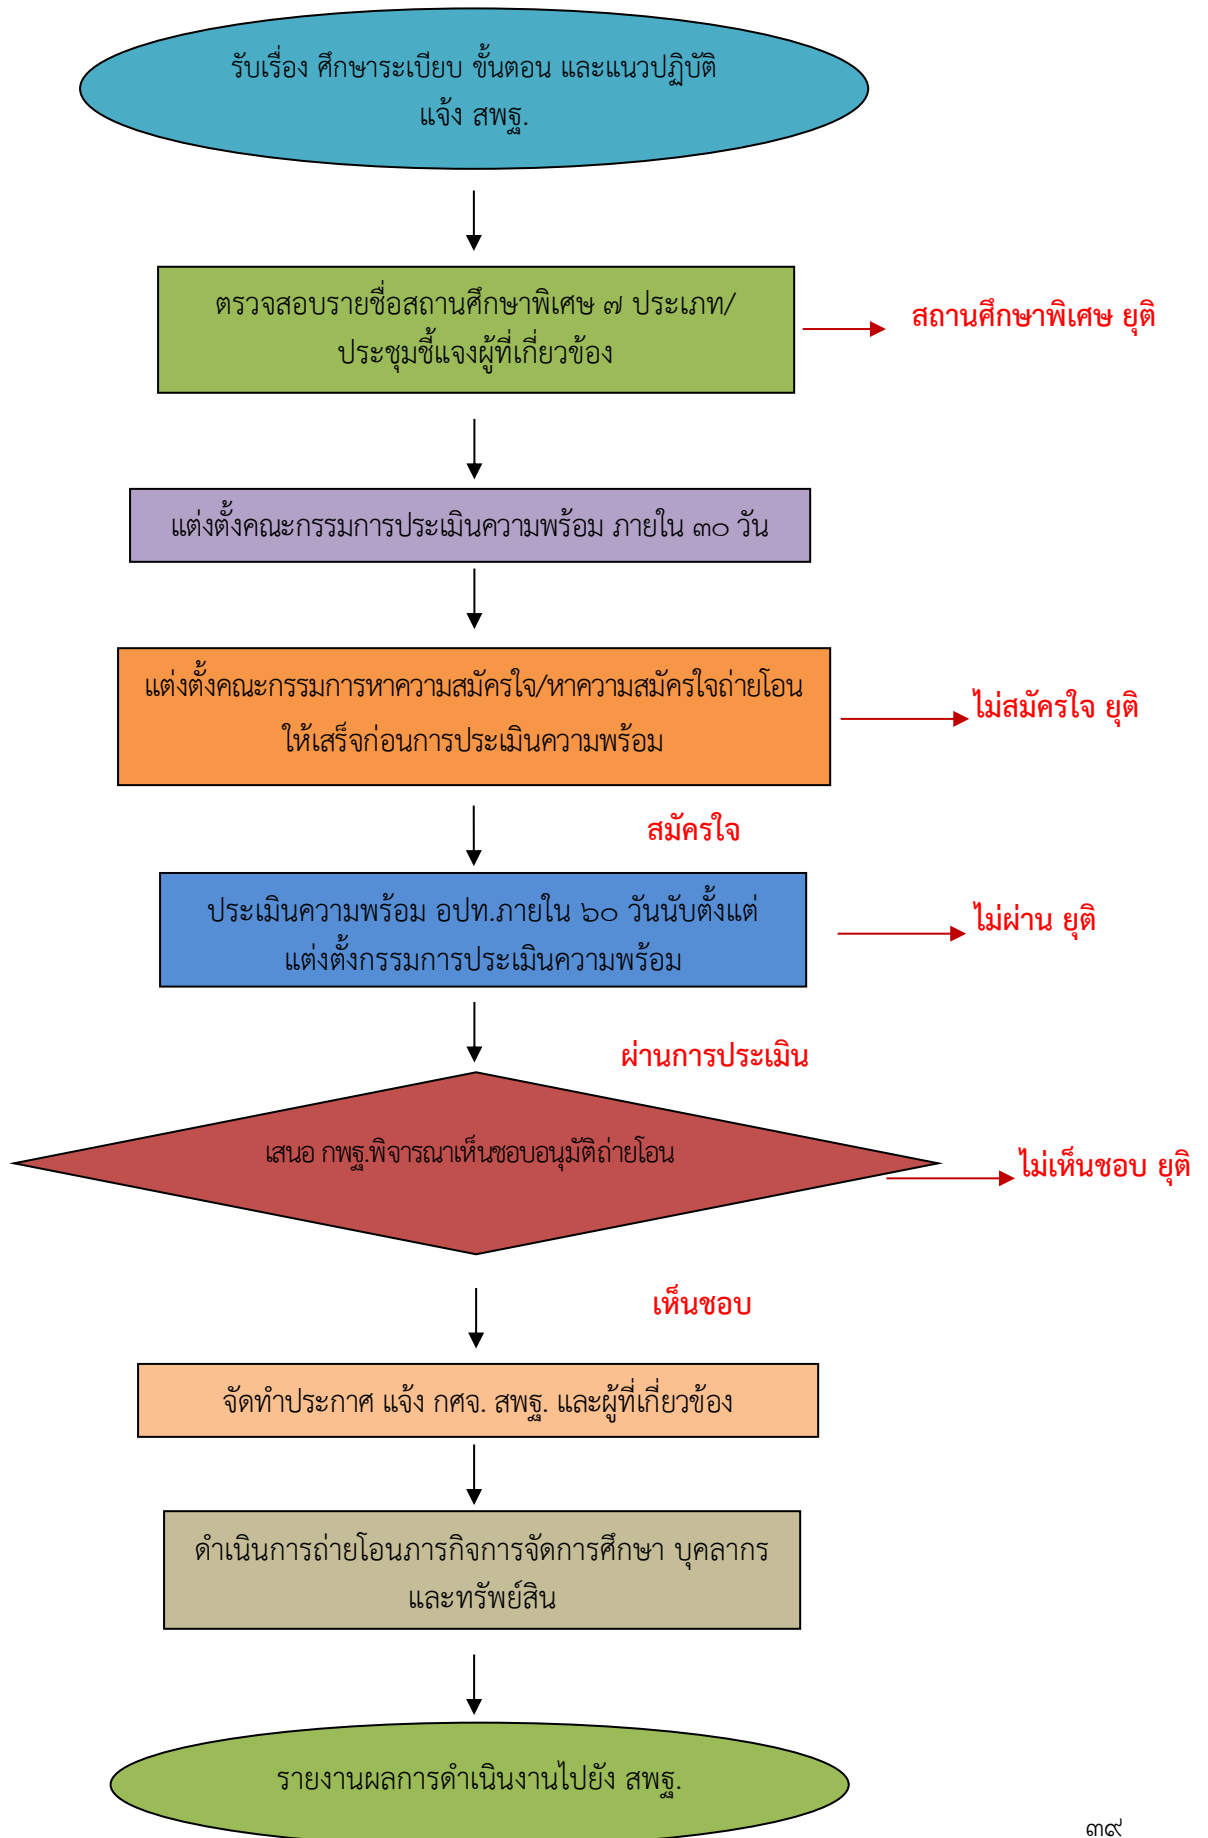 รับเรื่อง ศึกษาระเบียบ ขั้นตอน และแนวปฏิบัติ
แจ้ง สพฐ.
ตรวจสอบรายชื่อสถานศึกษาพิเศษ ๗ ประเภท/
ประชุมชี้แจงผู้ที่เกี่ยวข้อง
สถานศึกษาพิเศษ ยุติ
แต่งตั้งคณะกรรมการประเมินความพร้อม ภายใน ๓๐ วัน
แต่งตั้งคณะกรรมการหาความสมัครใจ/หาความสมัครใจถ่ายโอน
ให้เสร็จก่อนการประเมินความพร้อม
ไม่สมัครใจ ยุติ
สมัครใจ
ประเมินความพร้อม อปท.ภายใน ๖๐ วันนับตั้งแต่
แต่งตั้งกรรมการประเมินความพร้อม
ไม่ผ่าน ยุติ
ผ่านการประเมิน
เสนอ กพฐ.พิจารณาเห็นชอบอนุมัติถ่ายโอน
ไม่เห็นชอบ ยุติ
เห็นชอบ
จัดทำประกาศ แจ้ง กศจ. สพฐ. และผู้ที่เกี่ยวข้อง
ดำเนินการถ่ายโอนภารกิจการจัดการศึกษา บุคลากร
และทรัพย์สิน
รายงานผลการดำเนินงานไปยัง สพฐ.
๓๙